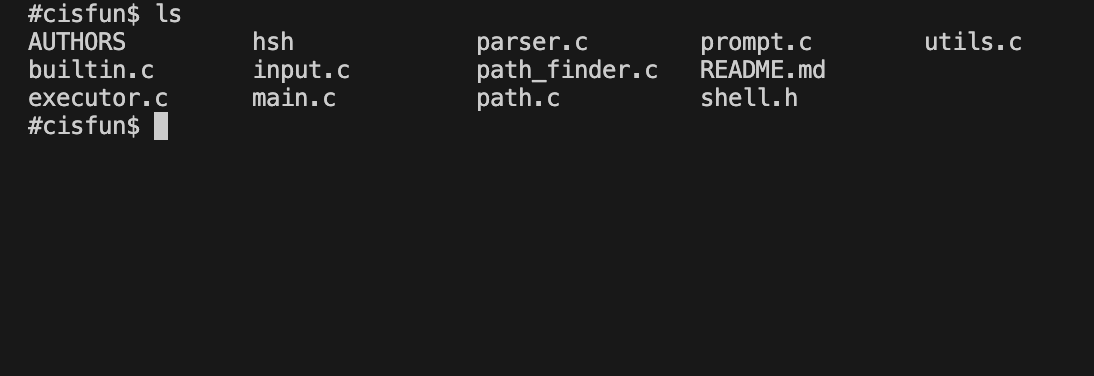 #cisfun$ ls
AUTHORS         hsh             parser.c        prompt.c        utils.c
builtin.c       input.c         path_finder.c   README.md
executor.c      main.c          path.c          shell.h
#cisfun$